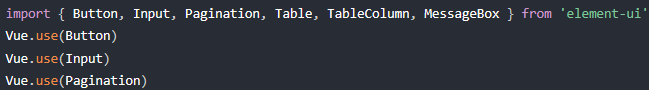 import { Button, Input, Pagination, Table, TableColumn, MessageBox } from 'element-ui'
Vue.use(Button)
Vue.use(Input)
Vue.use(Pagination)